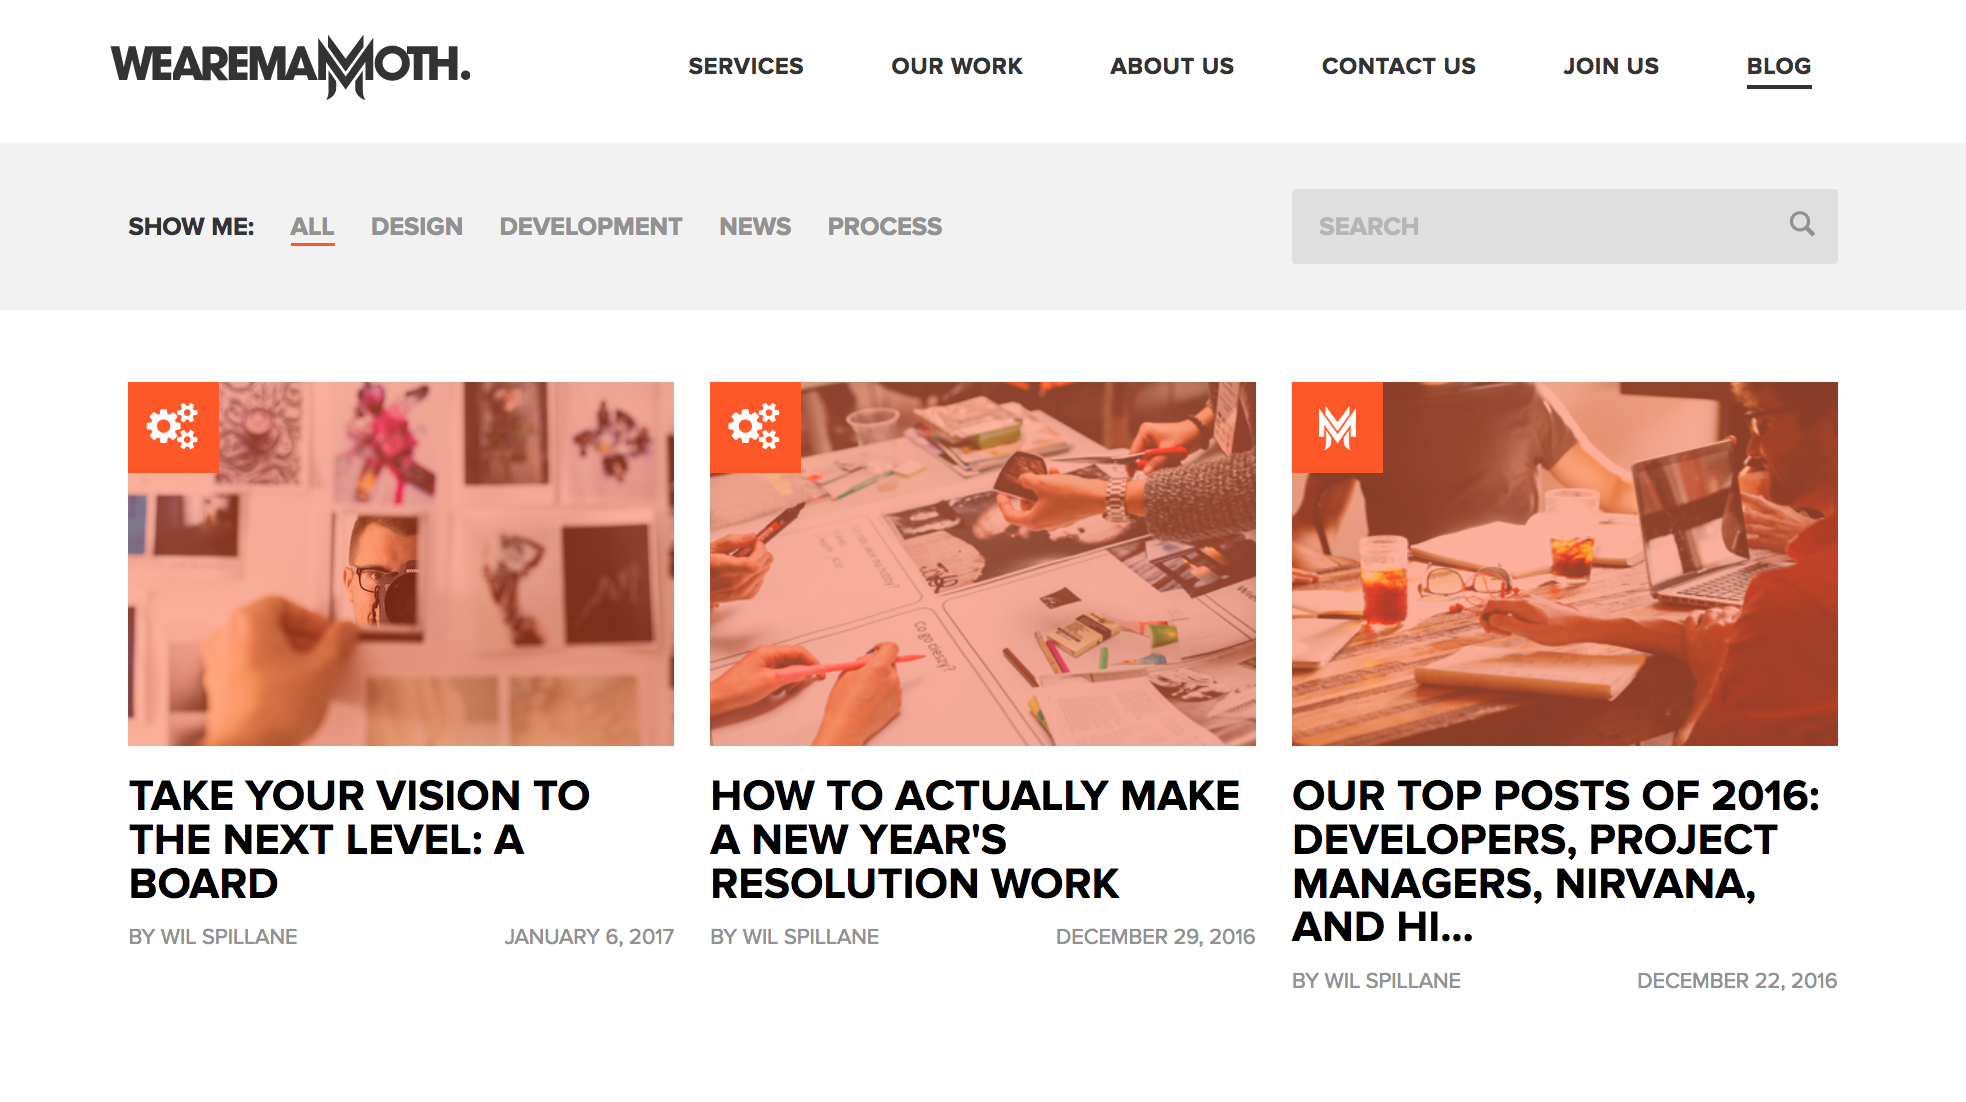 WEAREMAMMOTH.
SERVICES
OUR WORK
ABOUT US
CONTACT US
JOIN US
BLOG
SHOW ME:
ALL
DESIGN
DEVELOPMENT
NEWS
PROCESS
SEARCH
Co go cieszy?
TAKE YOUR VISION TO
THE NEXT LEVEL: A
BOARD
BY WIL SPILLANE
JANUARY 6, 2017
HOW TO ACTUALLY MAKE
A NEW YEAR'S
RESOLUTION WORK
BY WIL SPILLANE
DECEMBER 29, 2016
OUR TOP POSTS OF 2016:
DEVELOPERS, PROJECT
MANAGERS, NIRVANA,
AND HI...
BY WIL SPILLANE
DECEMBER 22, 2016